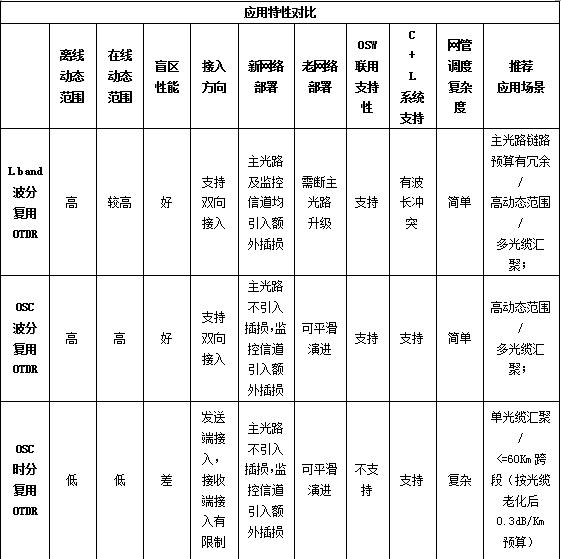 应用特性对比
离线
动态
范围
在线
动态
范围
盲区
性能
接入
方向
新网络
部署
老网络
部署
OSW
联用
支持
性
C
+
L
系统
支持
网管
调度
复杂
度
推荐
应用场景
L band
波分
复用
OTDR
高
较高
好
支持
双向
接入
主光路
及监控
信道均
引入额
外插损
需断主
光路
升级
支持
有波
长冲
突
简单
主光路链路
预算有冗余
/
高动态范围
/
多光缆汇
聚；
OSC
波分
复用
OTDR
高
高
好
支持
双向
接入
主光路
不引入
插损,监
控信道
引入额
外插损
可平滑
演进
支持
支持
简单
高动态范围
/
多光缆汇
聚；
OSC
时分
复用
OTDR
低
低
差
发送
端接
入，
接收
端接
入有
限制
主光路
不引入
插损,监
控信道
引入额
外插损
可平滑
演进
不支
持
支持
复杂
单光缆汇聚
/
<=60Km跨
段（按光缆
老化后
0.3dB/Km
预算）